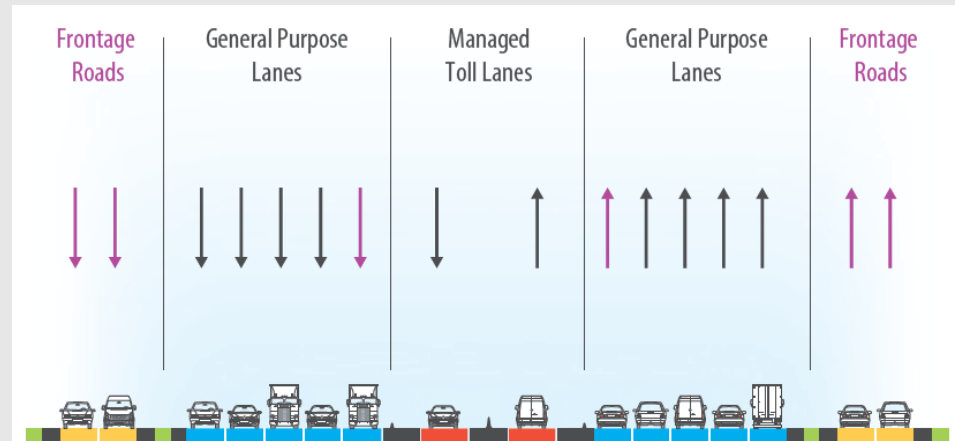 Frontage
Roads
General Purpose
Lanes
Managed
Toll Lanes
General Purpose
Lanes
Frontage
Roads